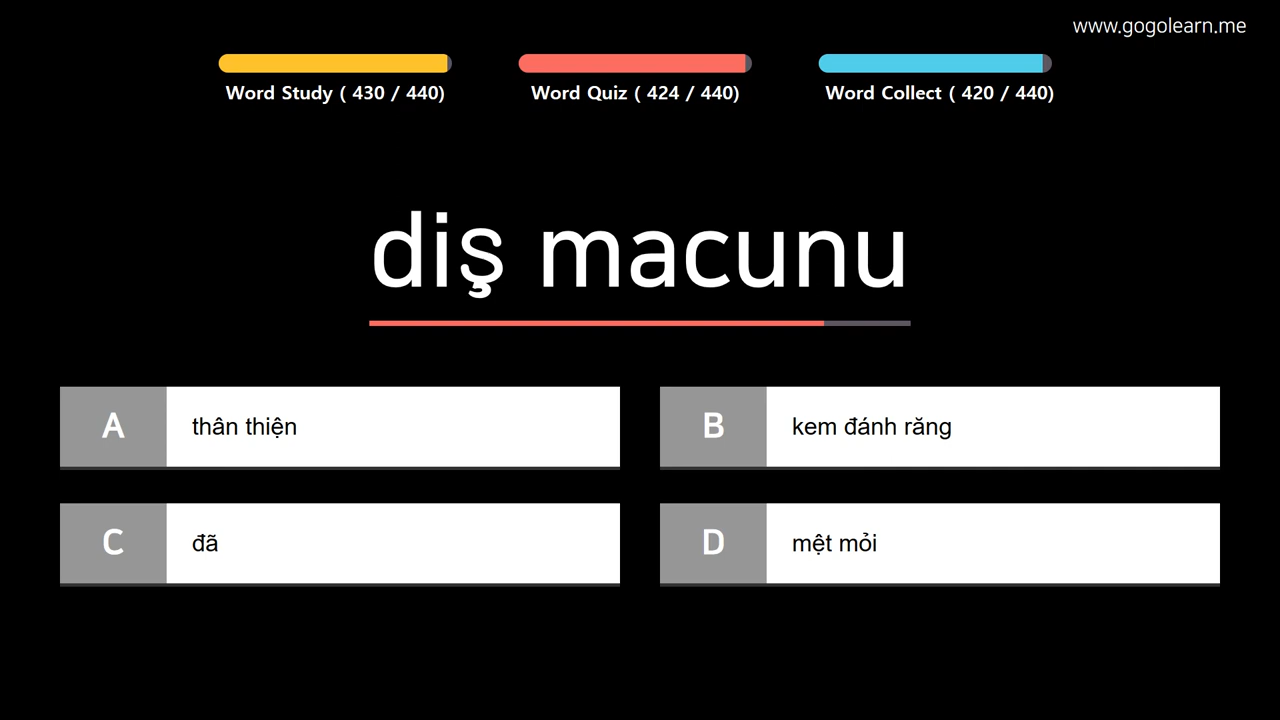 www.gogolearn.me
Word Study ( 430 / 440)
Word Quiz ( 424 / 440)
Word Collect ( 420 / 440)
diş macunu
A
thân thiện
B
kem đánh răng
C
đã
D
mệt mỏi